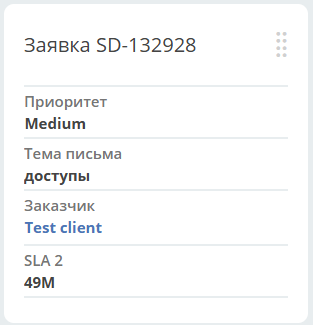 Заявка SD-132928
Приоритет
Medium
Тема письма
доступы
Заказчик
Test client
SLA 2
49M